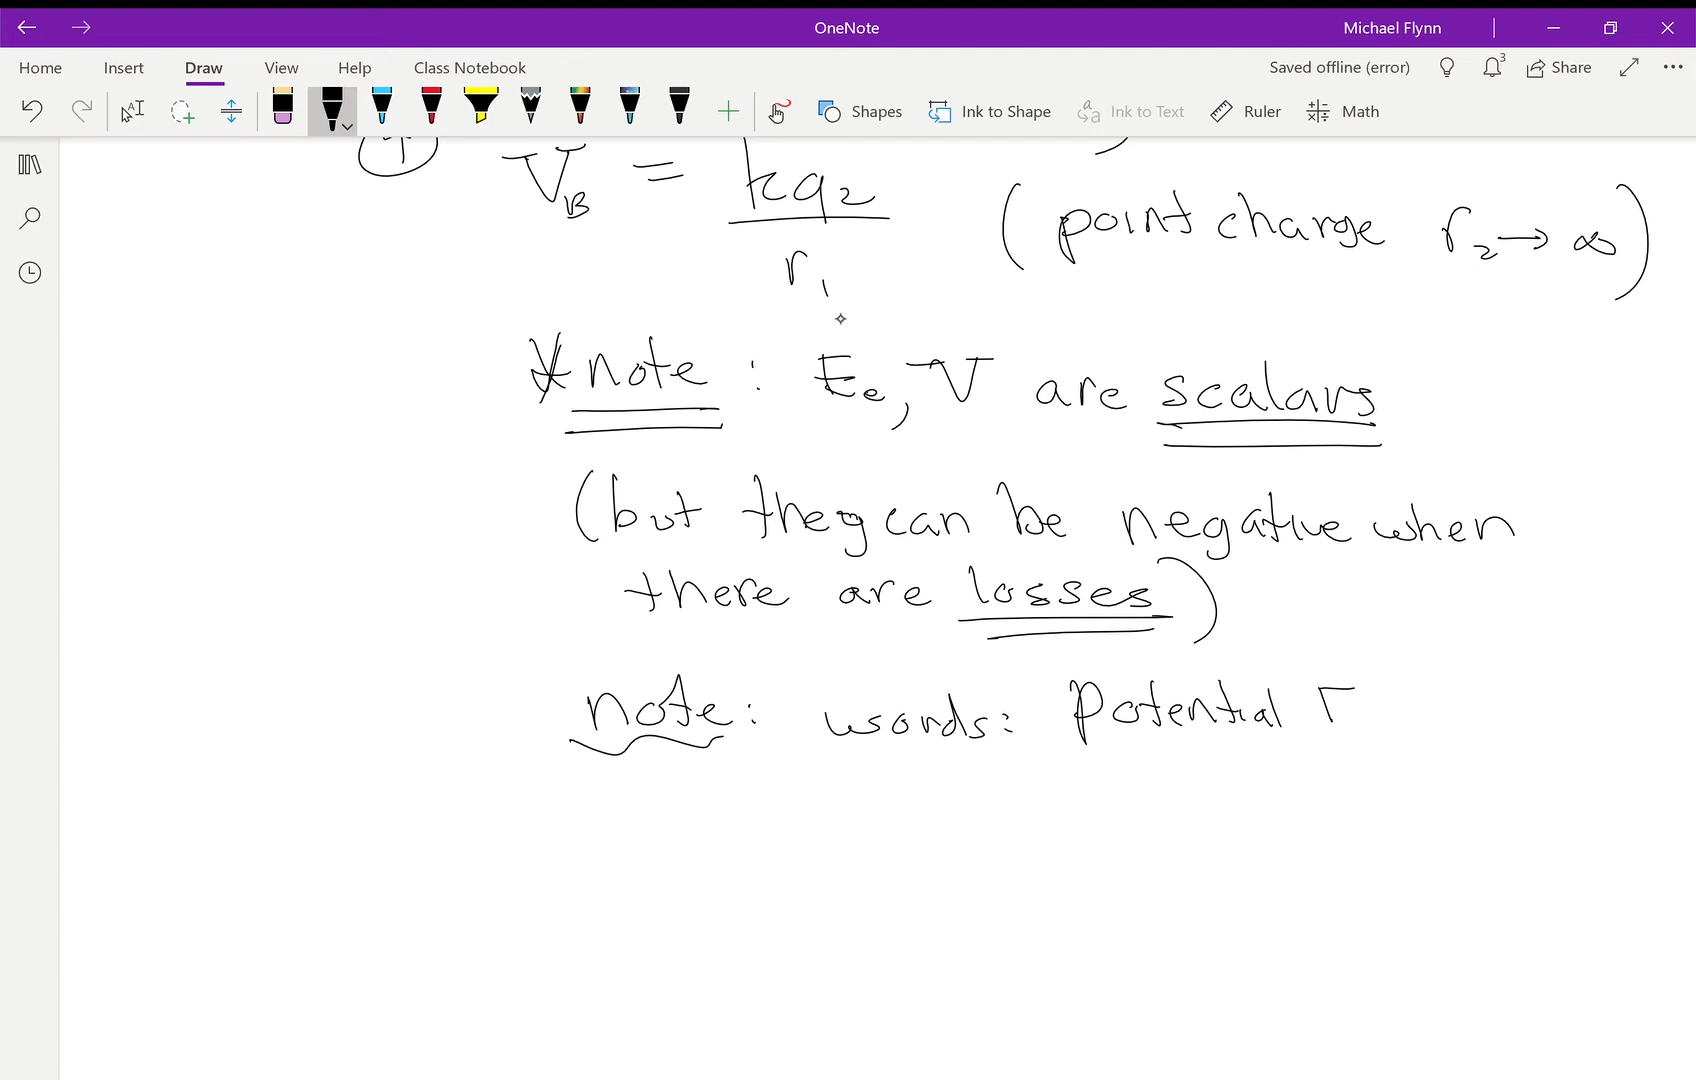 OneNote
Michael Flynn
Home Insert Draw View Help Class Notebook
Saved offline (error) 3 Share
Shapes Ink to Shape Ink to Text Ruler Math
V_B = kq₂ / r₁
(point charge r₂ → ∞)
* note : E_e, V are scalars
(but they can be negative when
there are losses)
note: words: Potential